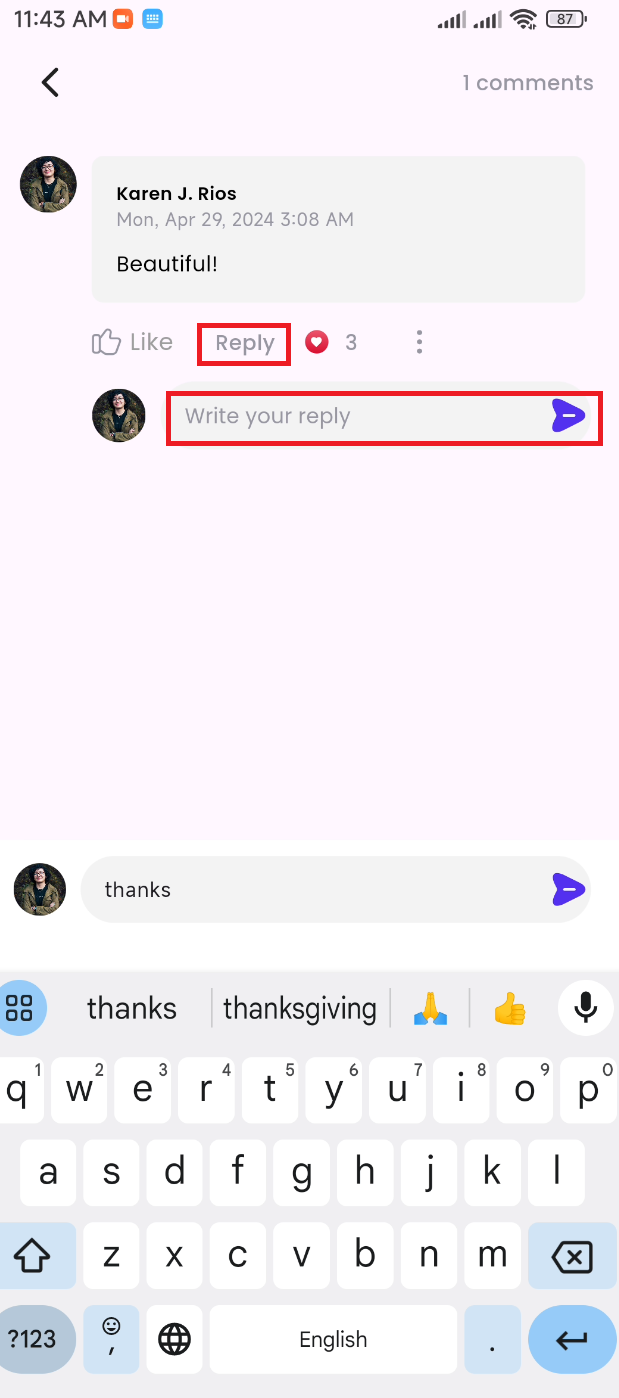 11:43 AM 87
1 comments
Karen J. Rios
Mon, Apr 29, 2024 3:08 AM
Beautiful!
Like Reply 3
Write your reply
thanks
thanks thanksgiving
q1 w2 e3 r4 t5 y6 u7 i8 o9 p0
a s d f g h j k l
z x c v b n m
?123 , English .